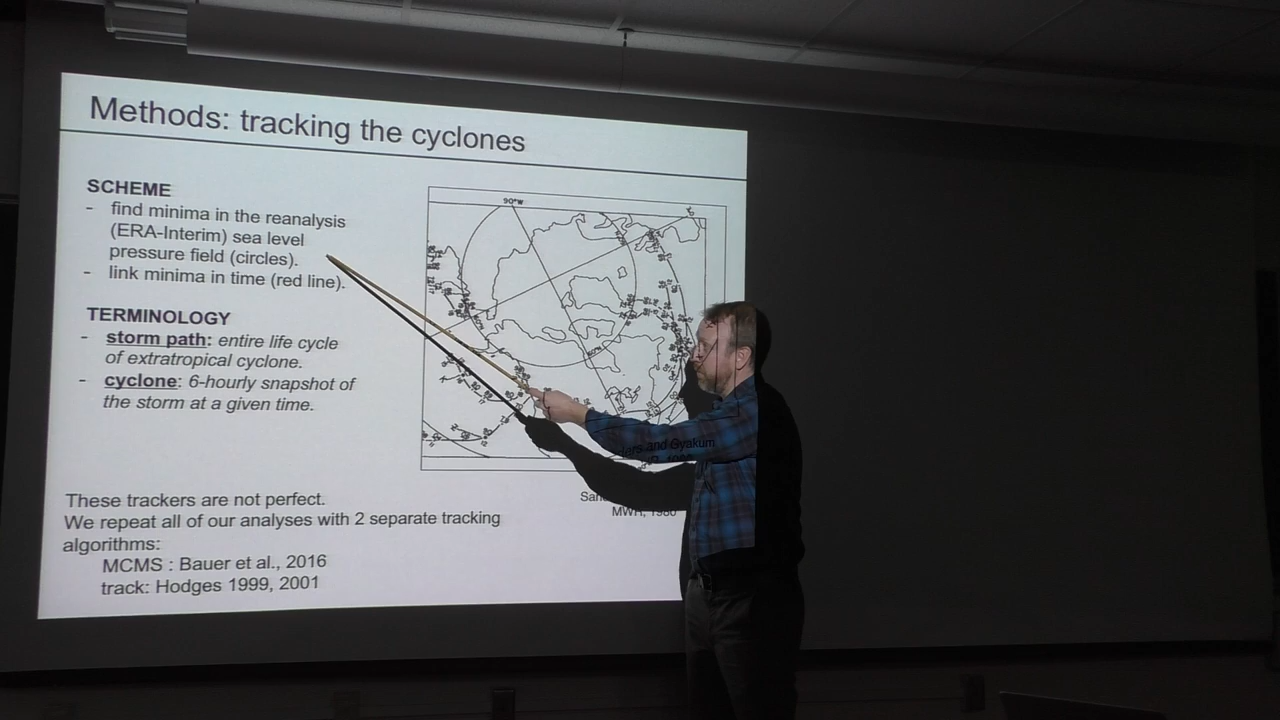 Methods: tracking the cyclones
SCHEME
- find minima in the reanalysis
(ERA-Interim) sea level
pressure field (circles).
- link minima in time (red line).
TERMINOLOGY
- storm path: entire life cycle
of extratropical cyclone.
- cyclone: 6-hourly snapshot of
the storm at a given time.
90°W
and Gyakum
MWR, 1980
These trackers are not perfect.
We repeat all of our analyses with 2 separate tracking
algorithms:
MCMS : Bauer et al., 2016
track: Hodges 1999, 2001